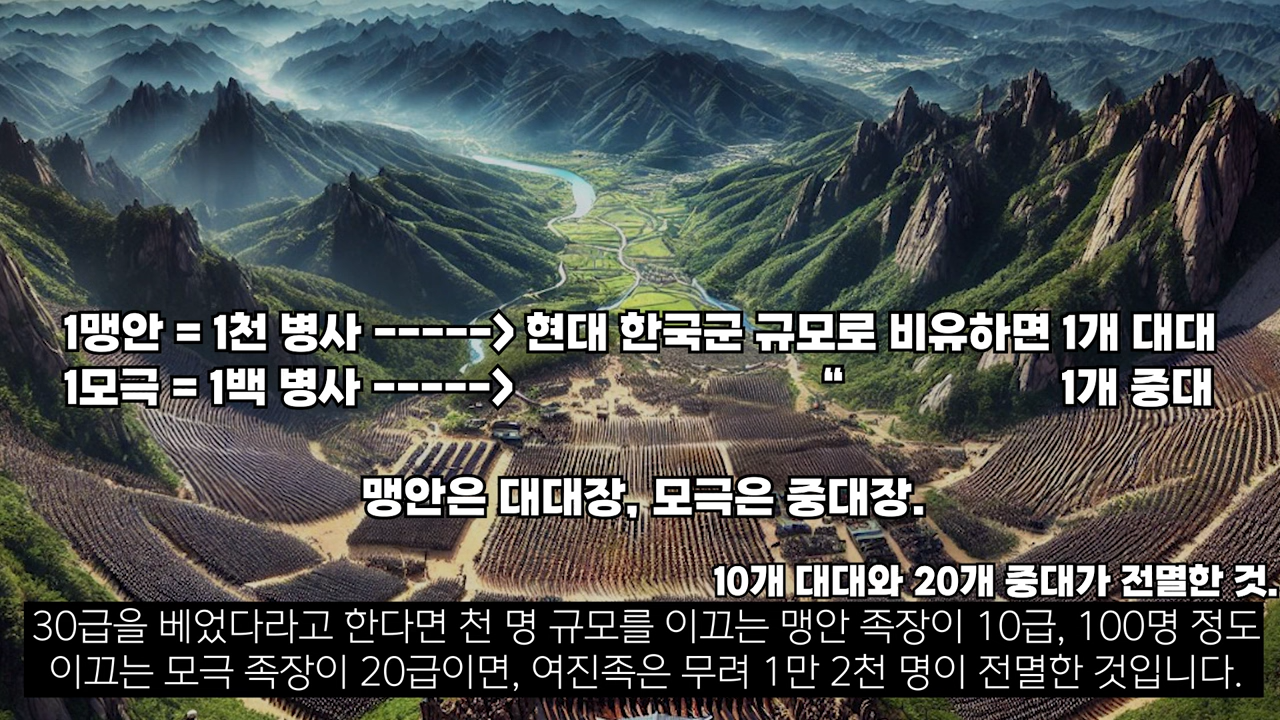 1맹안 = 1천 병사 -----> 현대 한국군 규모로 비유하면 1개 대대
1모극 = 1백 병사 -----> “ 1개 중대
맹안은 대대장, 모극은 중대장.
10개 대대와 20개 중대가 전멸한 것.
30급을 베었다라고 한다면 천 명 규모를 이끄는 맹안 족장이 10급, 100명 정도
이끄는 모극 족장이 20급이면, 여진족은 무려 1만 2천 명이 전멸한 것입니다.